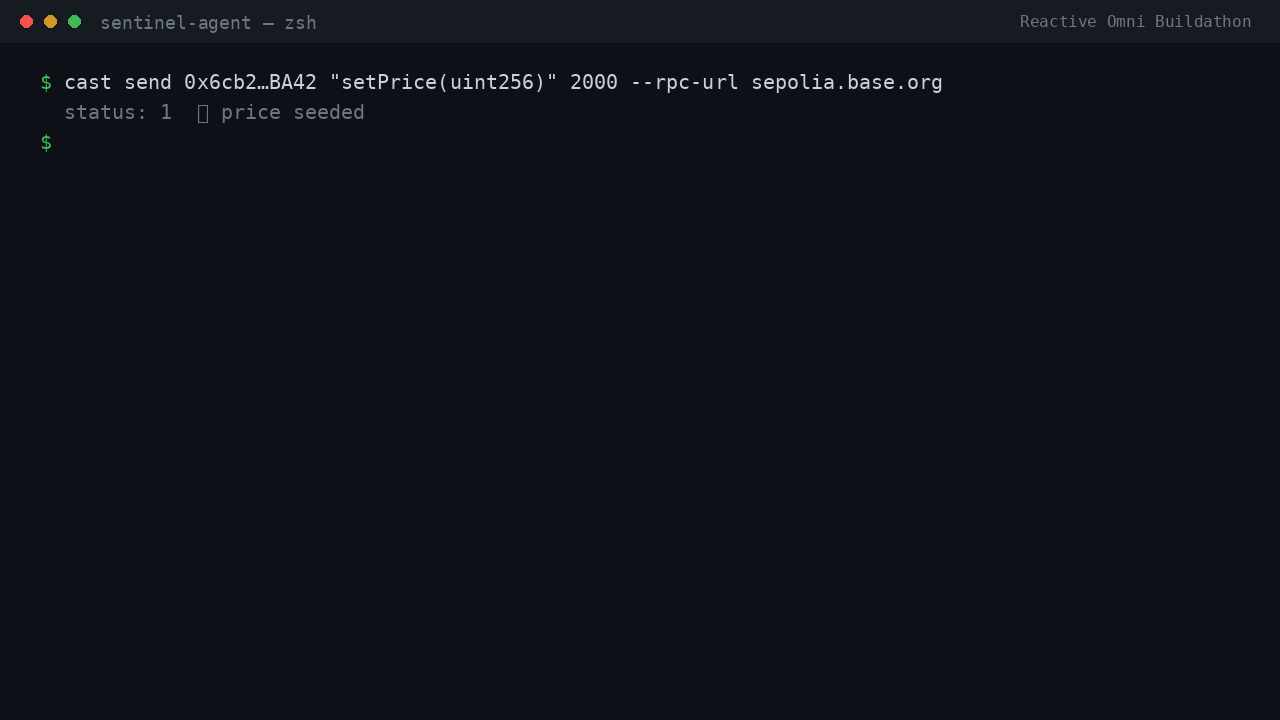 sentinel-agent — zsh
Reactive Omni Buildathon
$ cast send 0x6cb2…BA42 "setPrice(uint256)" 2000 --rpc-url sepolia.base.org
status: 1 ▯ price seeded
$